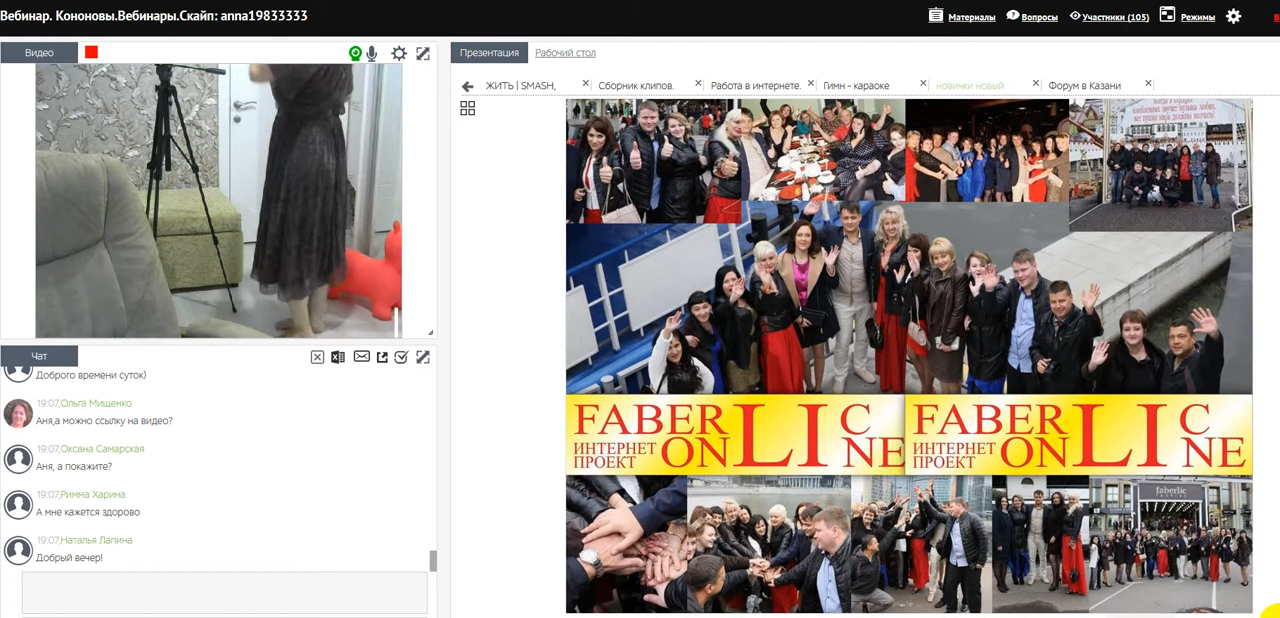 Вебинар. Кононовы.Вебинары.Скайп: anna19833333
Материалы
Вопросы
Участники (105)
Режимы
Видео
Презентация
Рабочий стол
ЖИТЬ | SMASH,
Сборник клипов.
Работа в интернете.
Гимн - караоке
новички новый
Форум в Казани
FABERLIC
ИНТЕРНЕТ
ПРОЕКТ
ONLINE
FABERLIC
ИНТЕРНЕТ
ПРОЕКТ
ONLINE
faberlic
Чат
Доброго времени суток)
19:07,Ольга Мищенко
Аня,а можно ссылку на видео?
19:07,Оксана Самарская
Аня, а покажите?
19:07,Римма Харина
А мне кажется здорово
19:07,Наталья Лапина
Добрый вечер!